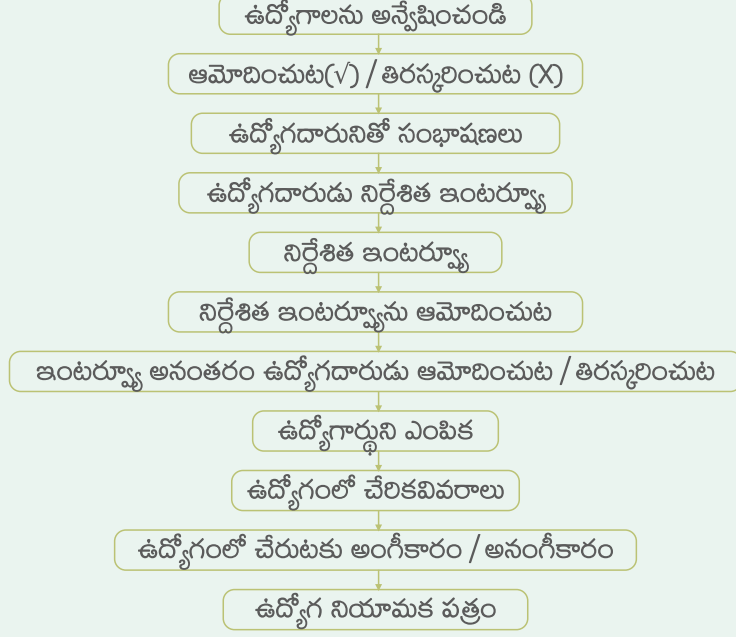 ఉద్యోగాలను అన్వేషించండి
ఆమోదించుట(√) / తిరస్కరించుట (X)
ఉద్యోగదారునితో సంభాషణలు
ఉద్యోగదారుడు నిర్దేశిత ఇంటర్వ్యూ
నిర్దేశిత ఇంటర్వ్యూ
నిర్దేశిత ఇంటర్వ్యూను ఆమోదించుట
ఇంటర్వ్యూ అనంతరం ఉద్యోగదారుడు ఆమోదించుట / తిరస్కరించుట
ఉద్యోగార్థుని ఎంపిక
ఉద్యోగంలో చేరికవివరాలు
ఉద్యోగంలో చేరుటకు అంగీకారం / అనంగీకారం
ఉద్యోగ నియామక పత్రం